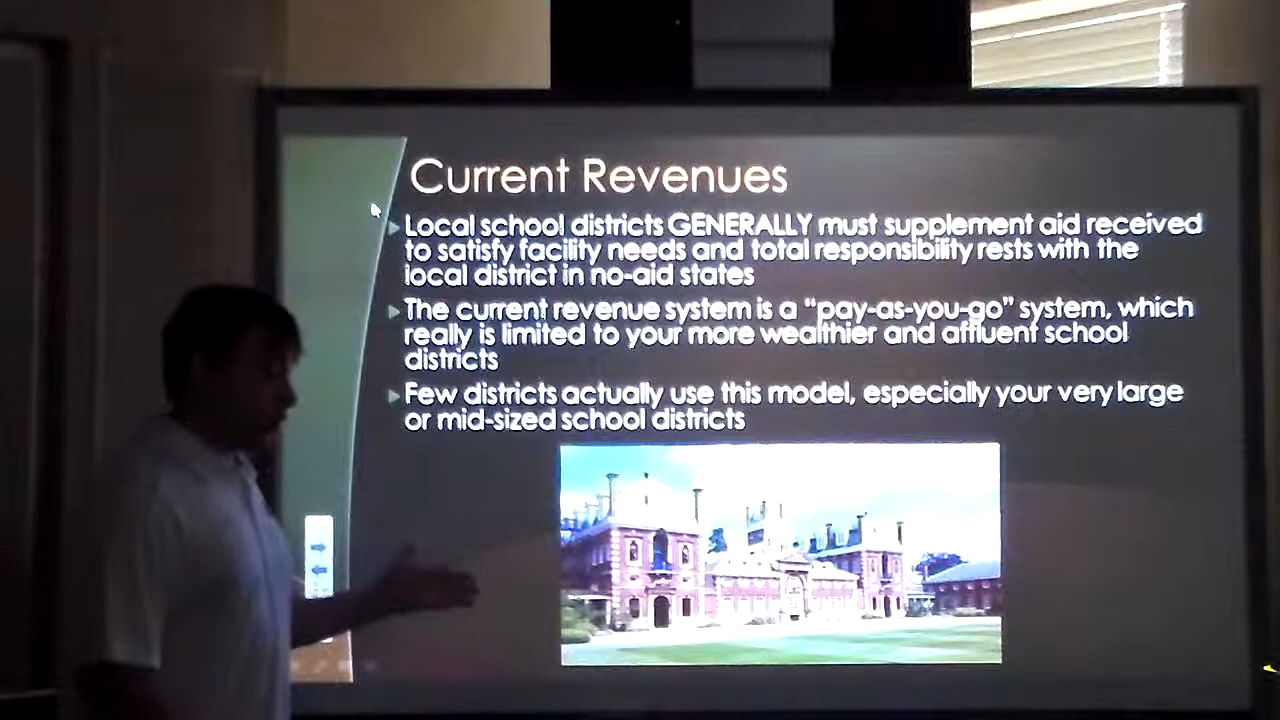 Current Revenues
Local school districts GENERALLY must supplement aid received
to satisfy facility needs and total responsibility rests with the
local district in no-aid states
The current revenue system is a “pay-as-you-go” system, which
really is limited to your more wealthier and affluent school
districts
Few districts actually use this model, especially your very large
or mid-sized school districts